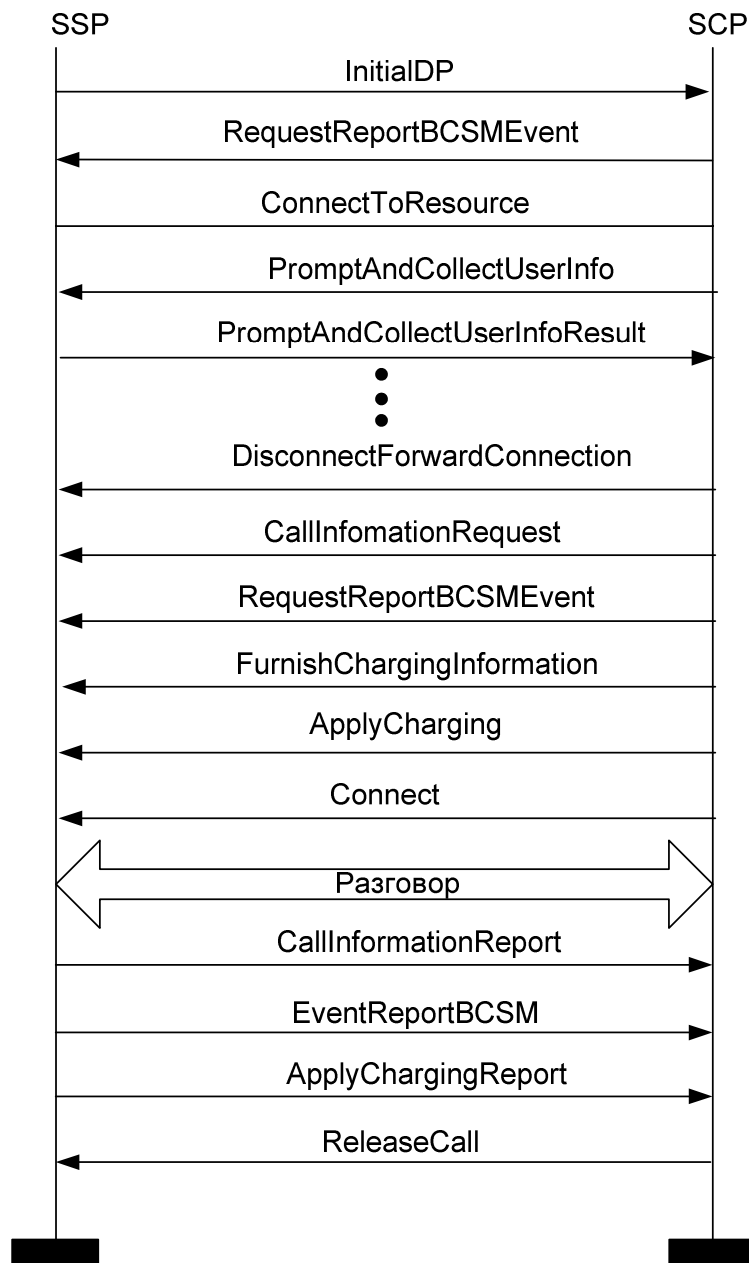 SSP SCP
InitialDP
RequestReportBCSMEvent
ConnectToResource
PromptAndCollectUserInfo
PromptAndCollectUserInfoResult
DisconnectForwardConnection
CallInfomationRequest
RequestReportBCSMEvent
FurnishChargingInformation
ApplyCharging
Connect
Разговор
CallInformationReport
EventReportBCSM
ApplyChargingReport
ReleaseCall